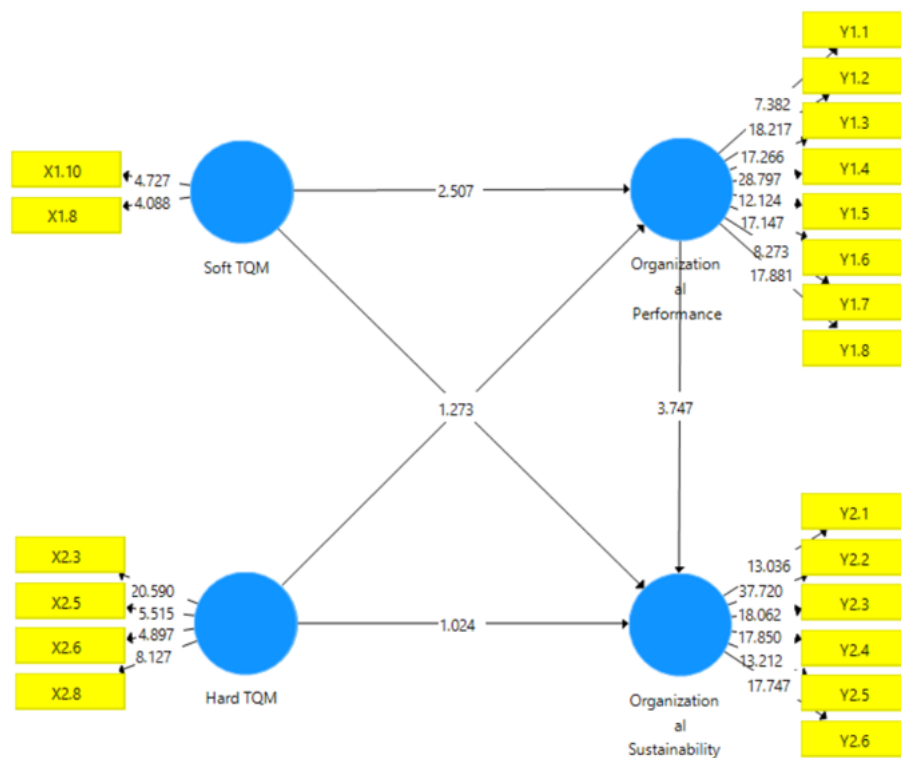 Y1.1
Y1.2
7.382
18.217
Y1.3
X1.10
4.727
17.266
Y1.4
28.797
X1.8
4.088
2.507
12.124
Y1.5
17.147
8.273
Y1.6
Soft TQM
Organization
al
Performance
17.881
Y1.7
Y1.8
1.273
3.747
Y2.1
X2.3
13.036
Y2.2
20.590
37.720
X2.5
5.515
18.062
Y2.3
X2.6
4.897
1.024
17.850
Y2.4
8.127
13.212
X2.8
17.747
Y2.5
Hard TQM
Organization
al
Sustainability
Y2.6